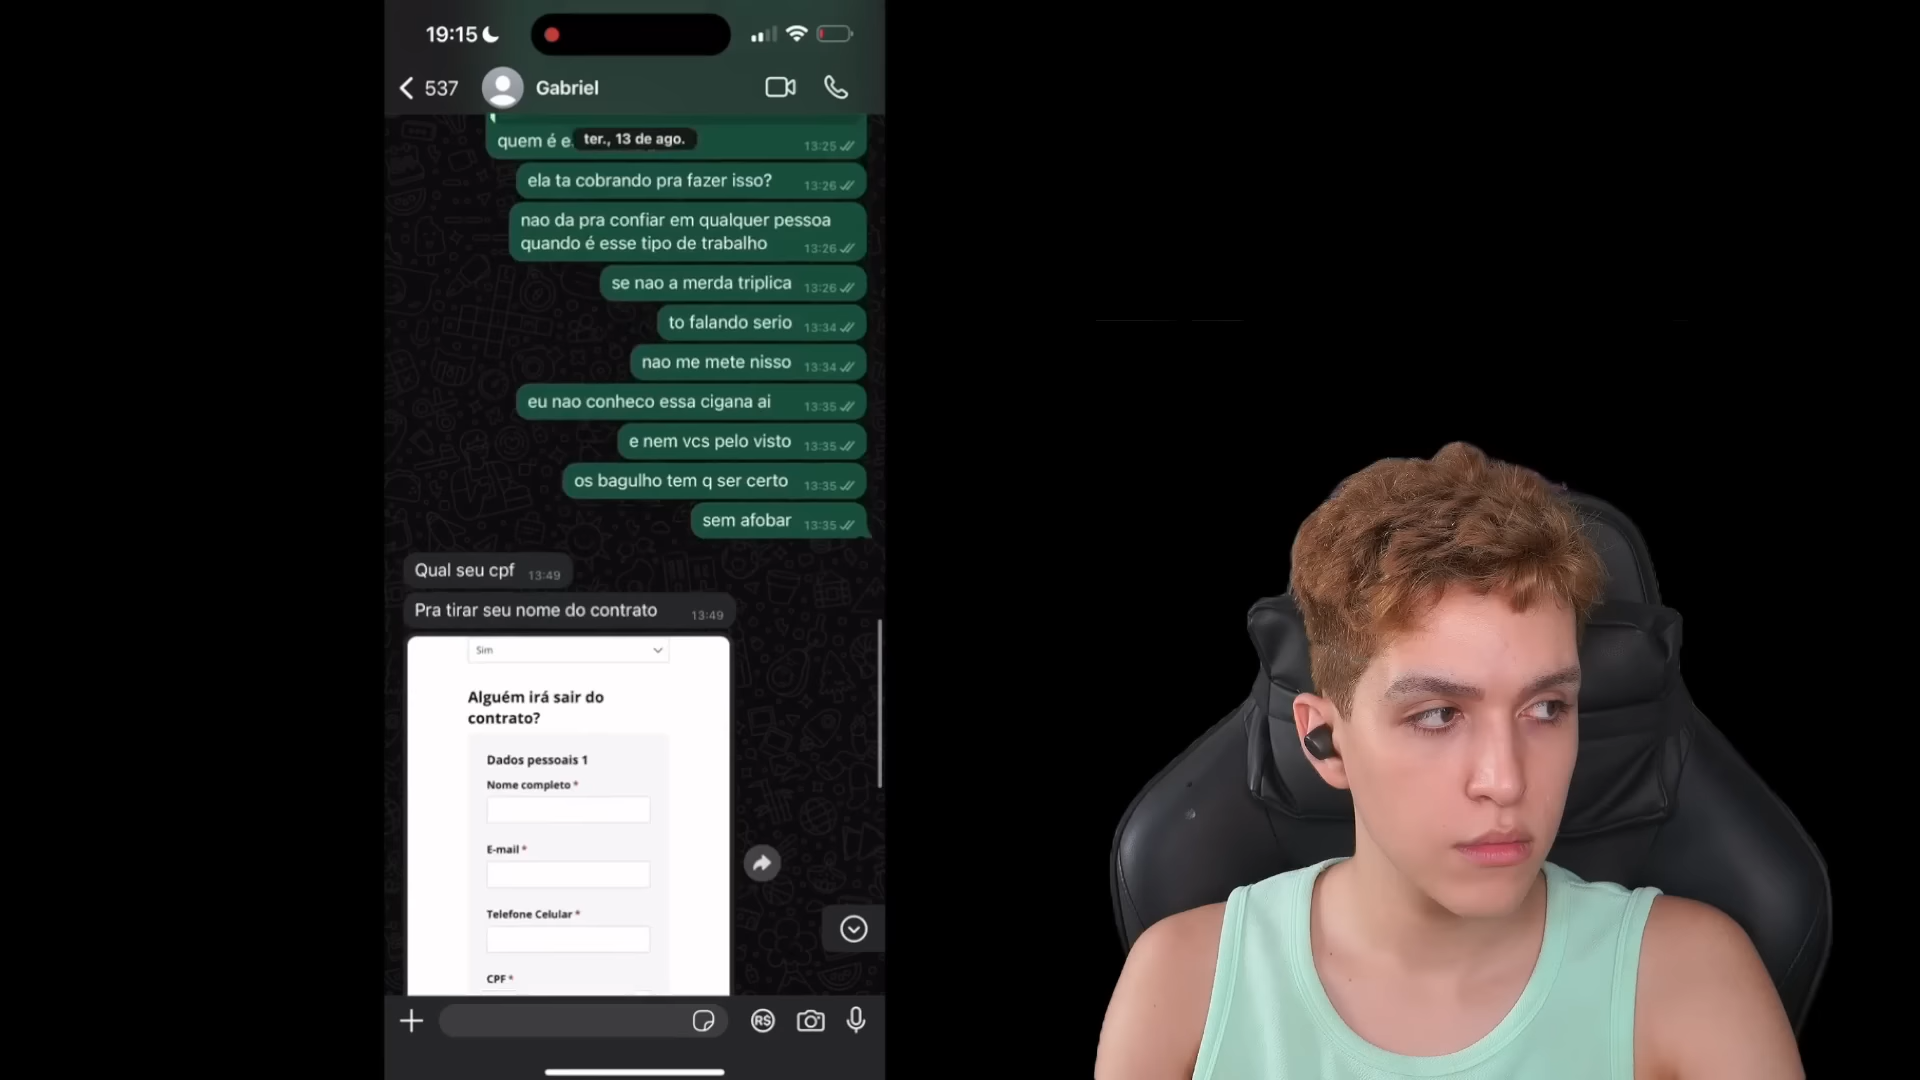 19:15
537
Gabriel
quem é e
ter., 13 de ago.
13:25
ela ta cobrando pra fazer isso?
13:26
nao da pra confiar em qualquer pessoa
quando é esse tipo de trabalho
13:26
se nao a merda triplica
13:26
to falando serio
13:34
nao me mete nisso
13:34
eu nao conheco essa cigana ai
13:35
e nem vcs pelo visto
13:35
os bagulho tem q ser certo
13:35
sem afobar
13:35
Qual seu cpf
13:49
Pra tirar seu nome do contrato
13:49
Sim
Alguém irá sair do
contrato?
Dados pessoais 1
Nome completo *
E-mail *
Telefone Celular *
CPF *
R$